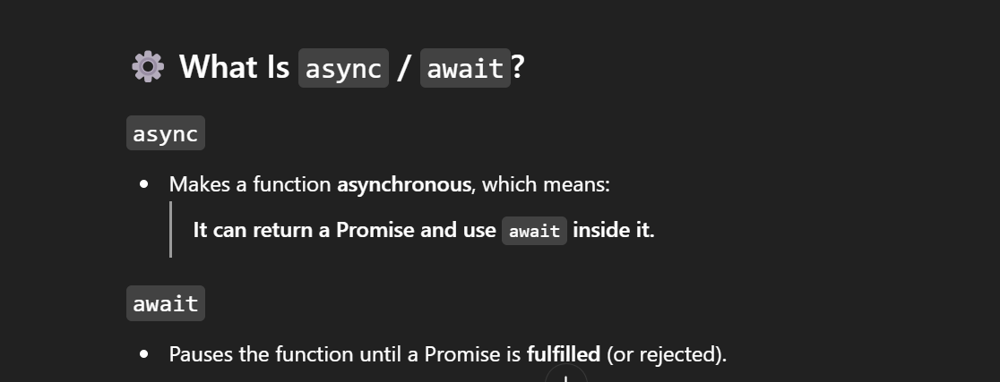 What Is async / await?
async
Makes a function asynchronous, which means:
It can return a Promise and use await inside it.
await
Pauses the function until a Promise is fulfilled (or rejected).